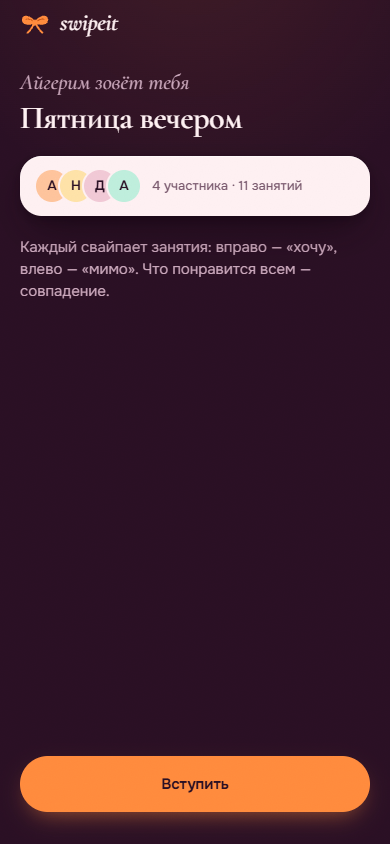 swipeit
Айгерим зовёт тебя
Пятница вечером
А Н Д А 4 участника · 11 занятий
Каждый свайпает занятия: вправо — «хочу»,
влево — «мимо». Что понравится всем —
совпадение.
Вступить